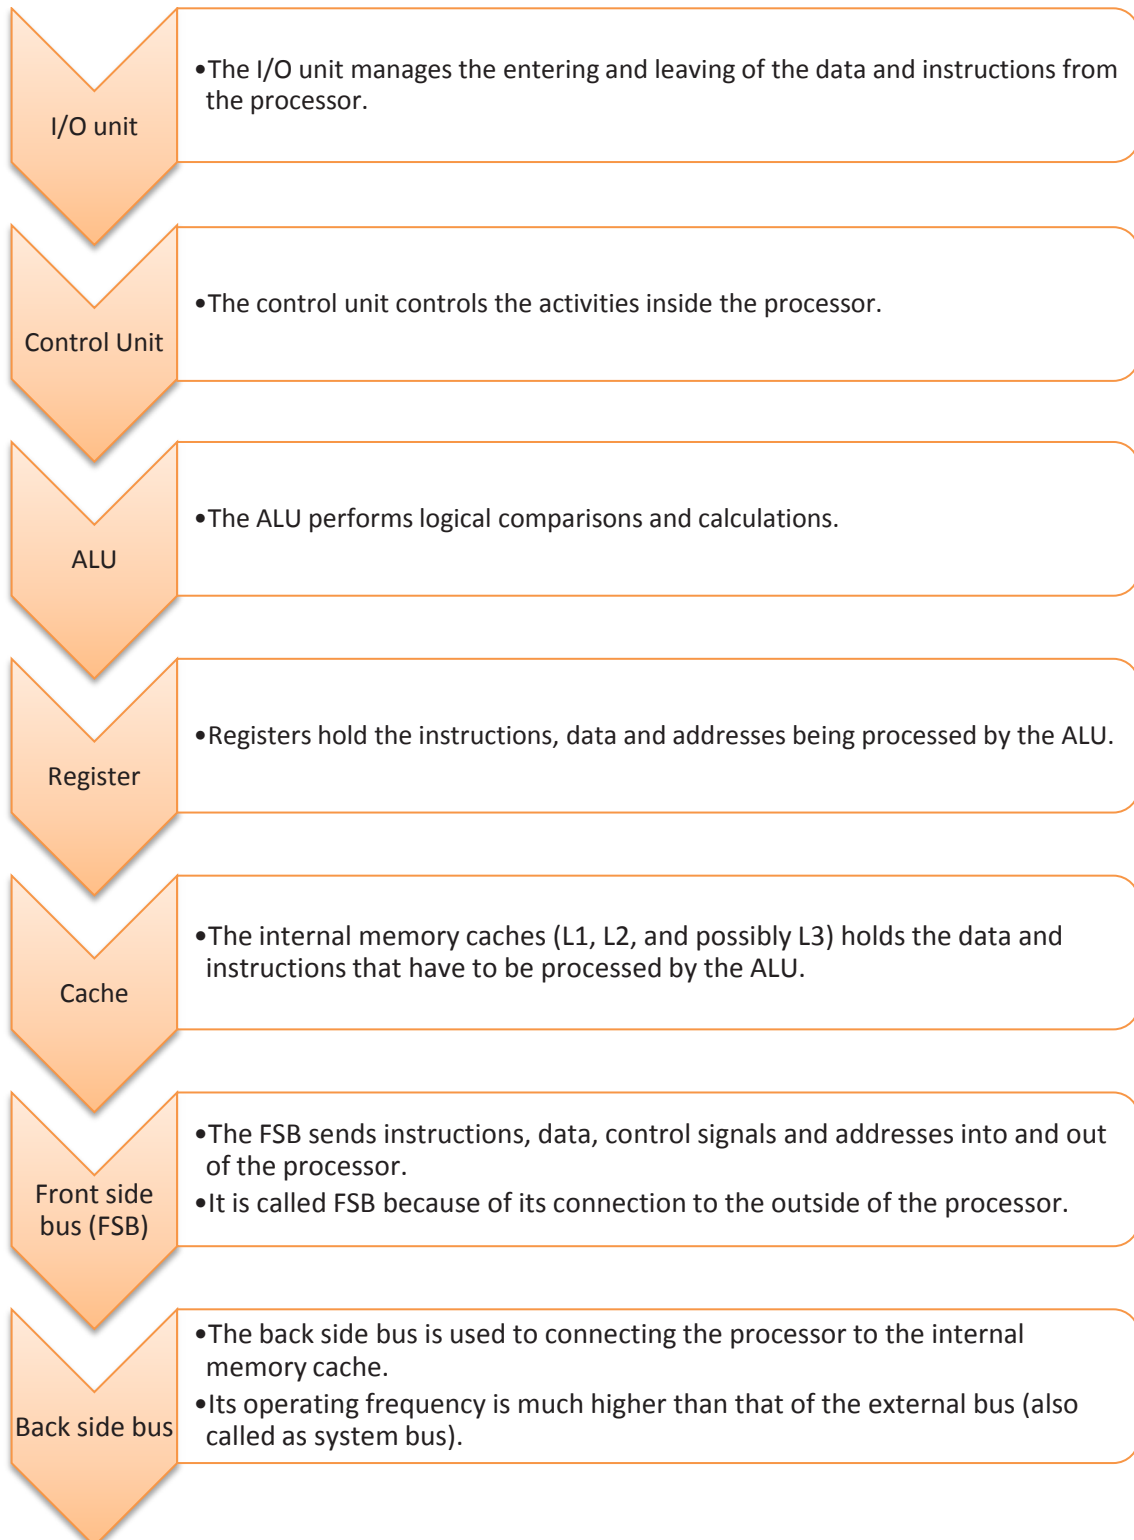 I/O unit
•The I/O unit manages the entering and leaving of the data and instructions from
the processor.
Control Unit
•The control unit controls the activities inside the processor.
ALU
•The ALU performs logical comparisons and calculations.
Register
•Registers hold the instructions, data and addresses being processed by the ALU.
Cache
•The internal memory caches (L1, L2, and possibly L3) holds the data and
instructions that have to be processed by the ALU.
Front side
bus (FSB)
•The FSB sends instructions, data, control signals and addresses into and out
of the processor.
•It is called FSB because of its connection to the outside of the processor.
Back side bus
•The back side bus is used to connecting the processor to the internal
memory cache.
•Its operating frequency is much higher than that of the external bus (also
called as system bus).